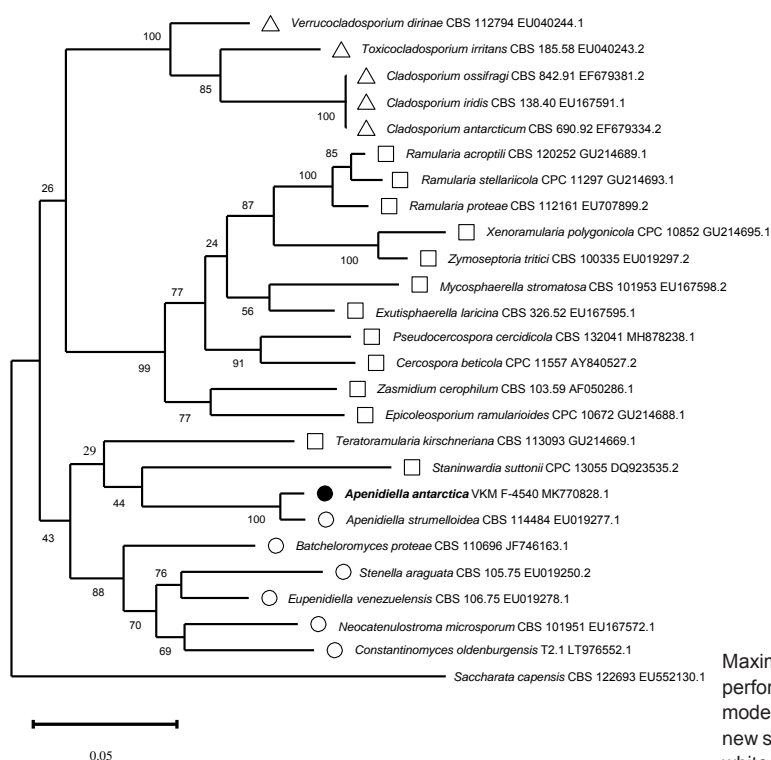 Verrucocladosporium dirinae CBS 112794 EU040244.1
100
Toxicocladosporium irritans CBS 185.58 EU040243.2
85
Cladosporium ossifragi CBS 842.91 EF679381.2
Cladosporium iridis CBS 138.40 EU167591.1
100
Cladosporium antarcticum CBS 690.92 EF679334.2
85
Ramularia acroptili CBS 120252 GU214689.1
100
Ramularia stellariicola CPC 11297 GU214693.1
26
87
Ramularia proteae CBS 112161 EU707899.2
Xenoramularia polygonicola CPC 10852 GU214695.1
24
100
Zymoseptoria tritici CBS 100335 EU019297.2
Mycosphaerella stromatosa CBS 101953 EU167598.2
77
56
Exutisphaerella laricina CBS 326.52 EU167595.1
Pseudocercospora cercidicola CBS 132041 MH878238.1
91
99
Cercospora beticola CPC 11557 AY840527.2
Zasmidium cerophilum CBS 103.59 AF050286.1
77
Epicoleosporium ramularioides CPC 10672 GU214688.1
29
Teratoramularia kirschneriana CBS 113093 GU214669.1
Staninwardia suttonii CPC 13055 DQ923535.2
44
Apenidiella antarctica VKM F-4540 MK770828.1
100
Apenidiella strumelloidea CBS 114484 EU019277.1
43
Batcheloromyces proteae CBS 110696 JF746163.1
76
Stenella araguata CBS 105.75 EU019250.2
88
Eupenidiella venezuelensis CBS 106.75 EU019278.1
70
Neocatenulostroma microsporum CBS 101951 EU167572.1
69
Constantinomyces oldenburgensis T2.1 LT976552.1
Saccharata capensis CBS 122693 EU552130.1
0.05
Maxim
perfor
mode
new s